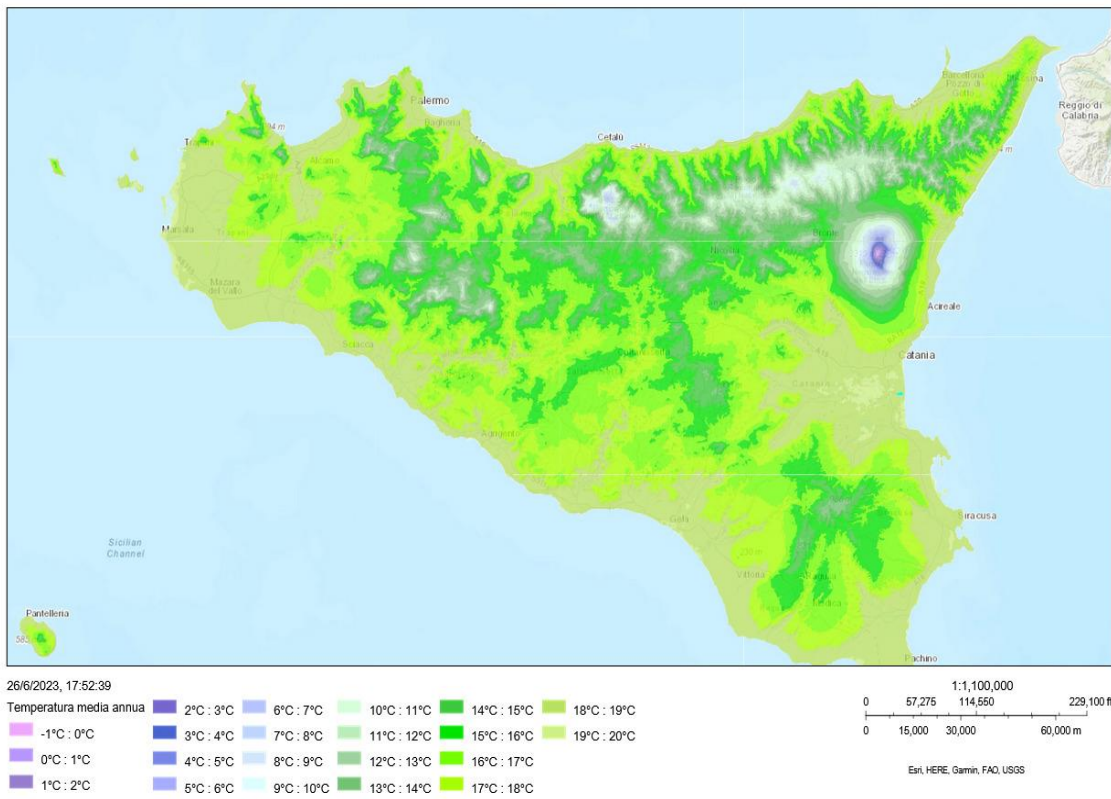 Palermo
Bagheria
Cefalù
Barcellona
Pozzo di
Gotto
Messina
Reggio di
Calabria
Alcamo
Marsala
Trapani
Mazara
del Vallo
Sciacca
Nicosia
Bronte
Acireale
Catania
Catania
Agrigento
Gela
Siracusa
230 m
Vittoria
Ragusa
Modica
Pachino
Sicilian
Channel
Pantelleria
26/6/2023, 17:52:39
Temperatura media annua
-1°C : 0°C
0°C : 1°C
1°C : 2°C
2°C : 3°C
3°C : 4°C
4°C : 5°C
5°C : 6°C
6°C : 7°C
7°C : 8°C
8°C : 9°C
9°C : 10°C
10°C : 11°C
11°C : 12°C
12°C : 13°C
13°C : 14°C
14°C : 15°C
15°C : 16°C
16°C : 17°C
17°C : 18°C
18°C : 19°C
19°C : 20°C
1:1,100,000
0 57,275 114,550 229,100 ft
0 15,000 30,000 60,000 m
Esri, HERE, Garmin, FAO, USGS